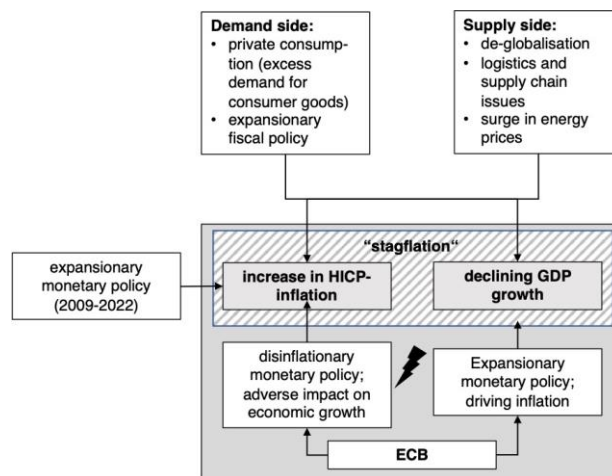 Demand side:
• private consump-
tion (excess
demand for
consumer goods)
• expansionary
fiscal policy
Supply side:
• de-globalisation
• logistics and
supply chain
issues
• surge in energy
prices
"stagflation"
expansionary
monetary policy
(2009-2022)
increase in HICP-
inflation
declining GDP
growth
disinflationary
monetary policy;
adverse impact on
economic growth
Expansionary
monetary policy;
driving inflation
ECB